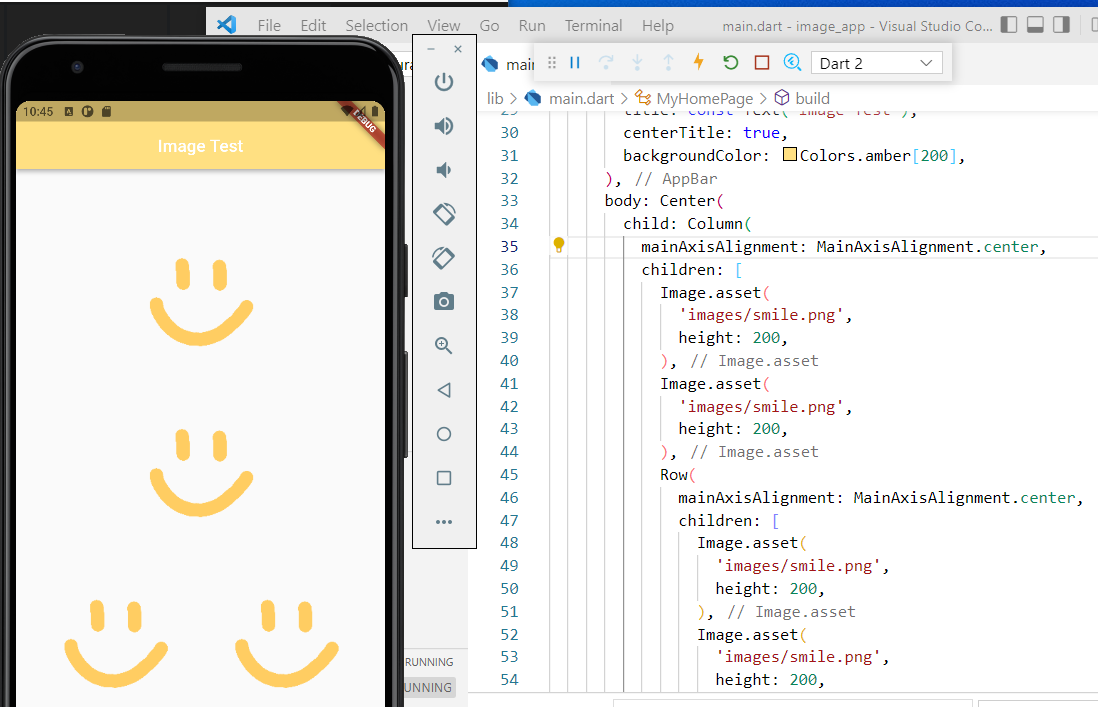 File Edit Selection View Go Run Terminal Help main.dart - image_app - Visual Studio Co...
Dart 2
lib > main.dart > MyHomePage > build
10:45
DEBUG
Image Test
30 centerTitle: true,
31 backgroundColor: Colors.amber[200],
32 ), // AppBar
33 body: Center(
34 child: Column(
35 mainAxisAlignment: MainAxisAlignment.center,
36 children: [
37 Image.asset(
38 'images/smile.png',
39 height: 200,
40 ), // Image.asset
41 Image.asset(
42 'images/smile.png',
43 height: 200,
44 ), // Image.asset
45 Row(
46 mainAxisAlignment: MainAxisAlignment.center,
47 children: [
48 Image.asset(
49 'images/smile.png',
50 height: 200,
51 ), // Image.asset
52 Image.asset(
53 'images/smile.png',
54 height: 200,
RUNNING
UNNING